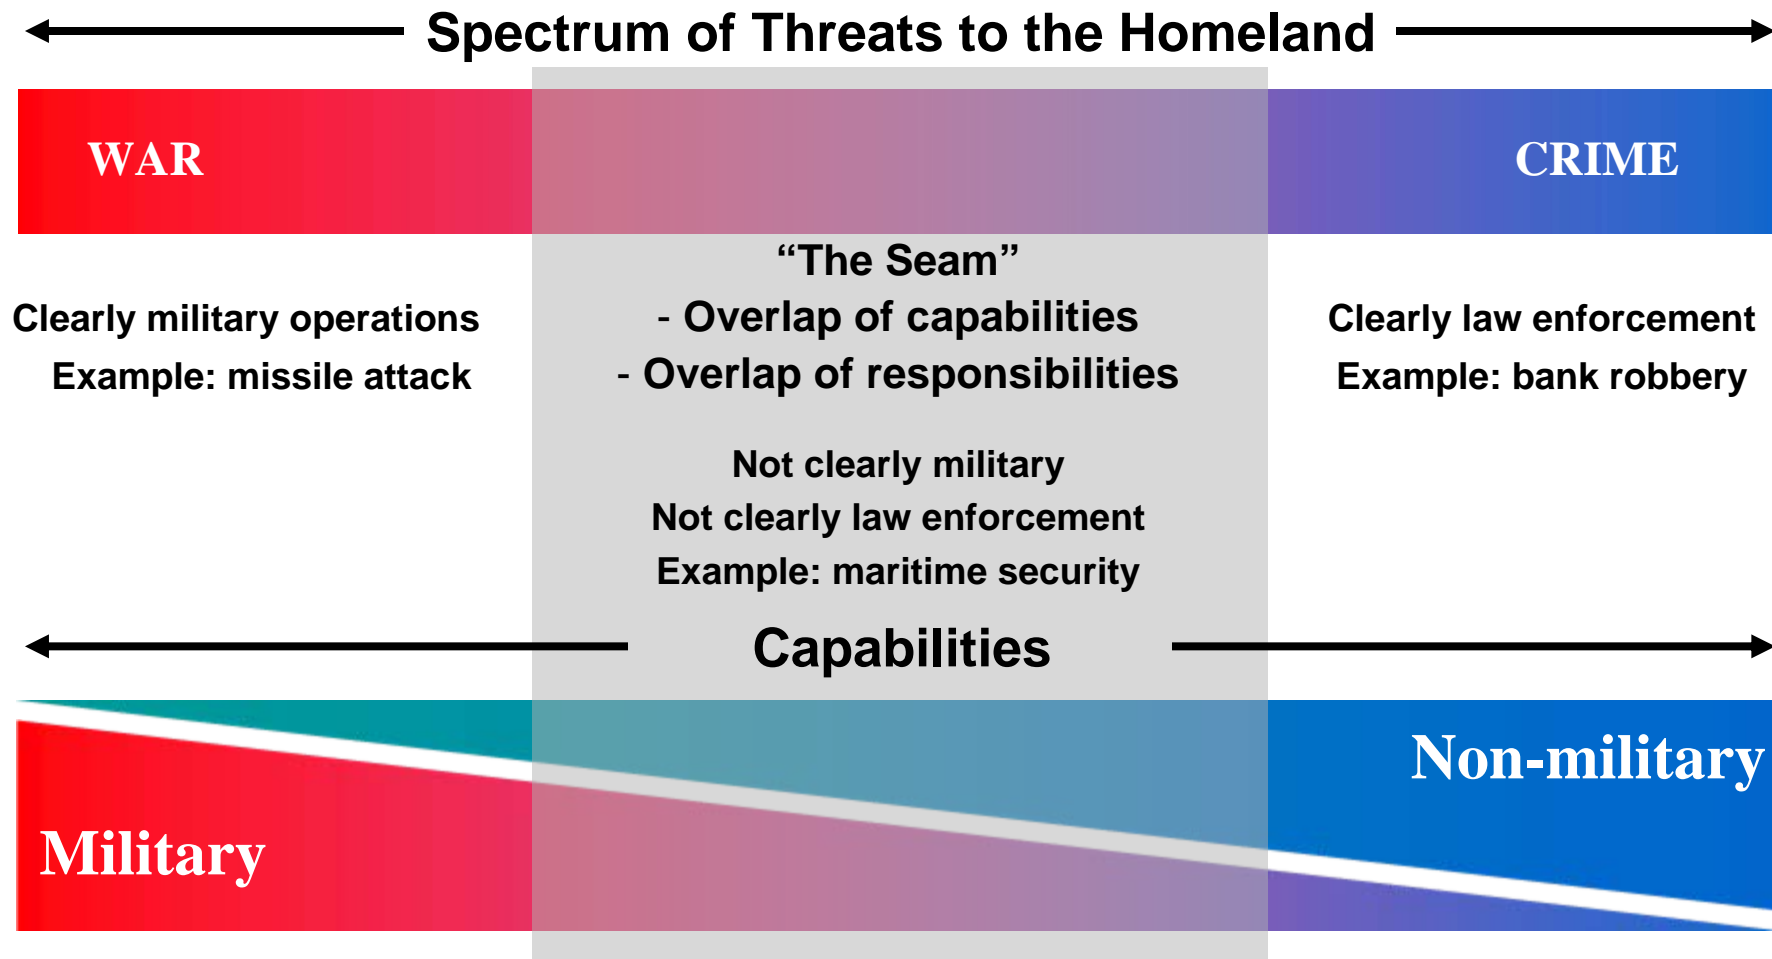 Spectrum of Threats to the Homeland
WAR
CRIME
Clearly military operations
Example: missile attack
“The Seam”
- Overlap of capabilities
- Overlap of responsibilities
Not clearly military
Not clearly law enforcement
Example: maritime security
Clearly law enforcement
Example: bank robbery
Capabilities
Military
Non-military